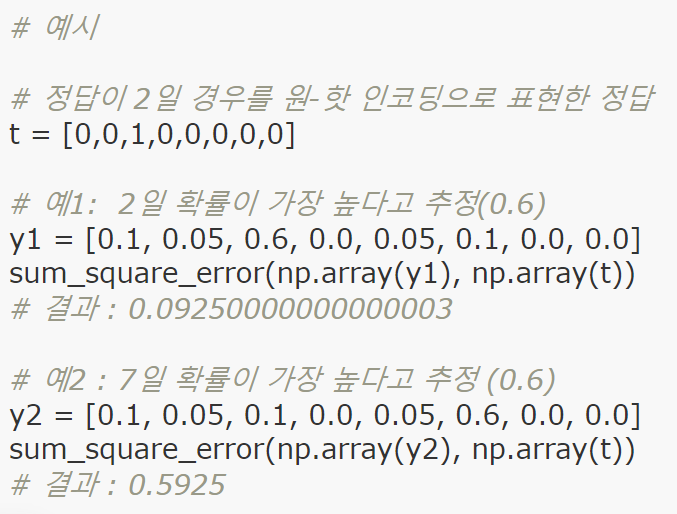 # 예시
# 정답이 2일 경우를 원-핫 인코딩으로 표현한 정답
t = [0,0,1,0,0,0,0,0]
# 예1:  2일 확률이 가장 높다고 추정(0.6)
y1 = [0.1, 0.05, 0.6, 0.0, 0.05, 0.1, 0.0, 0.0]
sum_square_error(np.array(y1), np.array(t))
# 결과 : 0.09250000000000003
# 예2 : 7일 확률이 가장 높다고 추정 (0.6)
y2 = [0.1, 0.05, 0.1, 0.0, 0.05, 0.6, 0.0, 0.0]
sum_square_error(np.array(y2), np.array(t))
# 결과 : 0.5925